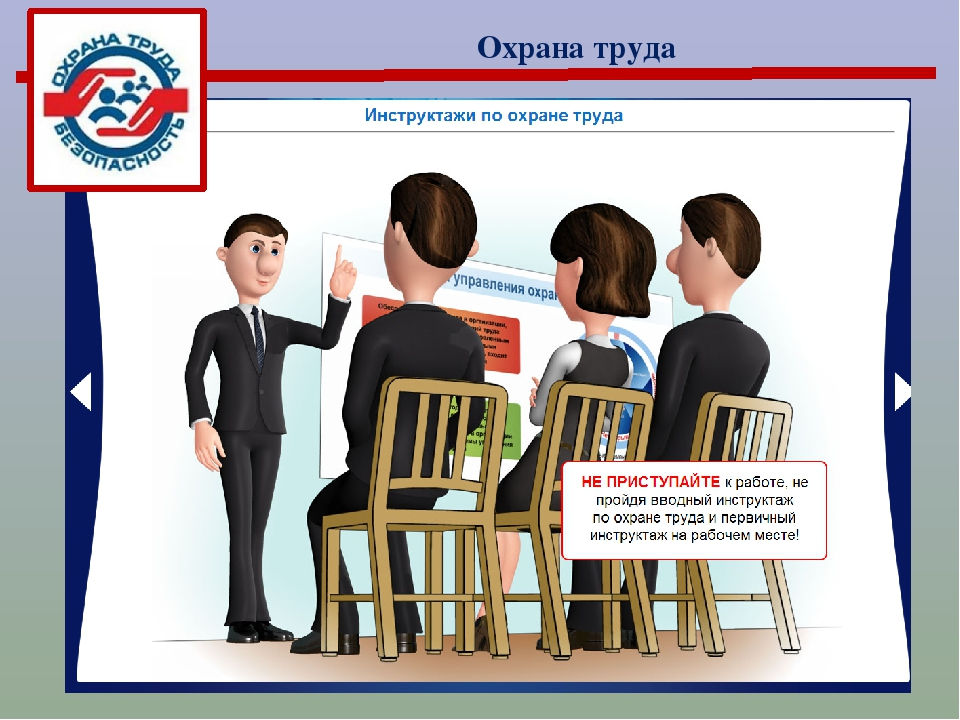 Охрана труда
ОХРАНА ТРУДА
БЕЗОПАСНОСТЬ
Инструктажи по охране труда
управления охра
НЕ ПРИСТУПАЙТЕ к работе, не
пройдя вводный инструктаж
по охране труда и первичный
инструктаж на рабочем месте!